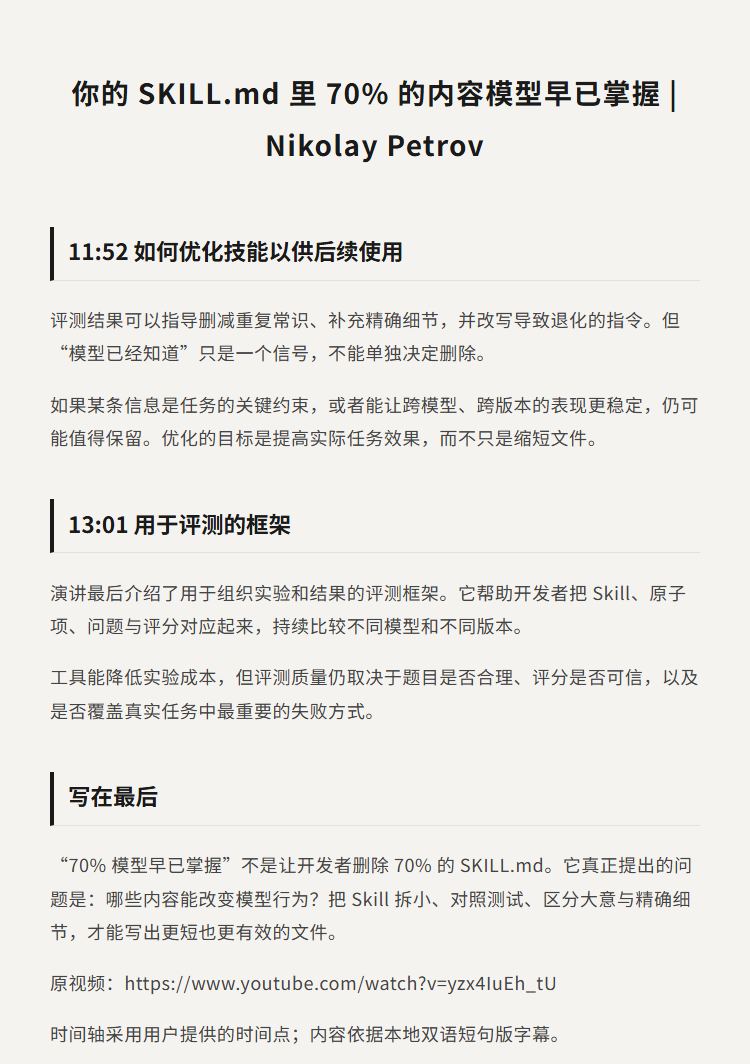 你的 SKILL.md 里 70% 的内容模型早已掌握 |
Nikolay Petrov
11:52 如何优化技能以供后续使用
评测结果可以指导删减重复常识、补充精确细节，并改写导致退化的指令。但
“模型已经知道”只是一个信号，不能单独决定删除。
如果某条信息是任务的关键约束，或者能让跨模型、跨版本的表现更稳定，仍可
能值得保留。优化的目标是提高实际任务效果，而不只是缩短文件。
13:01 用于评测的框架
演讲最后介绍了用于组织实验和结果的评测框架。它帮助开发者把 Skill、原子
项、问题与评分对应起来，持续比较不同模型和不同版本。
工具能降低实验成本，但评测质量仍取决于题目是否合理、评分是否可信，以及
是否覆盖真实任务中最重要的失败方式。
写在最后
“70% 模型早已掌握”不是让开发者删除 70% 的 SKILL.md。它真正提出的问
题是：哪些内容能改变模型行为？把 Skill 拆小、对照测试、区分大意与精确细
节，才能写出更短也更有效的文件。
原视频：https://www.youtube.com/watch?v=yzx4IuEh_tU
时间轴采用用户提供的时间点；内容依据本地双语短句版字幕。